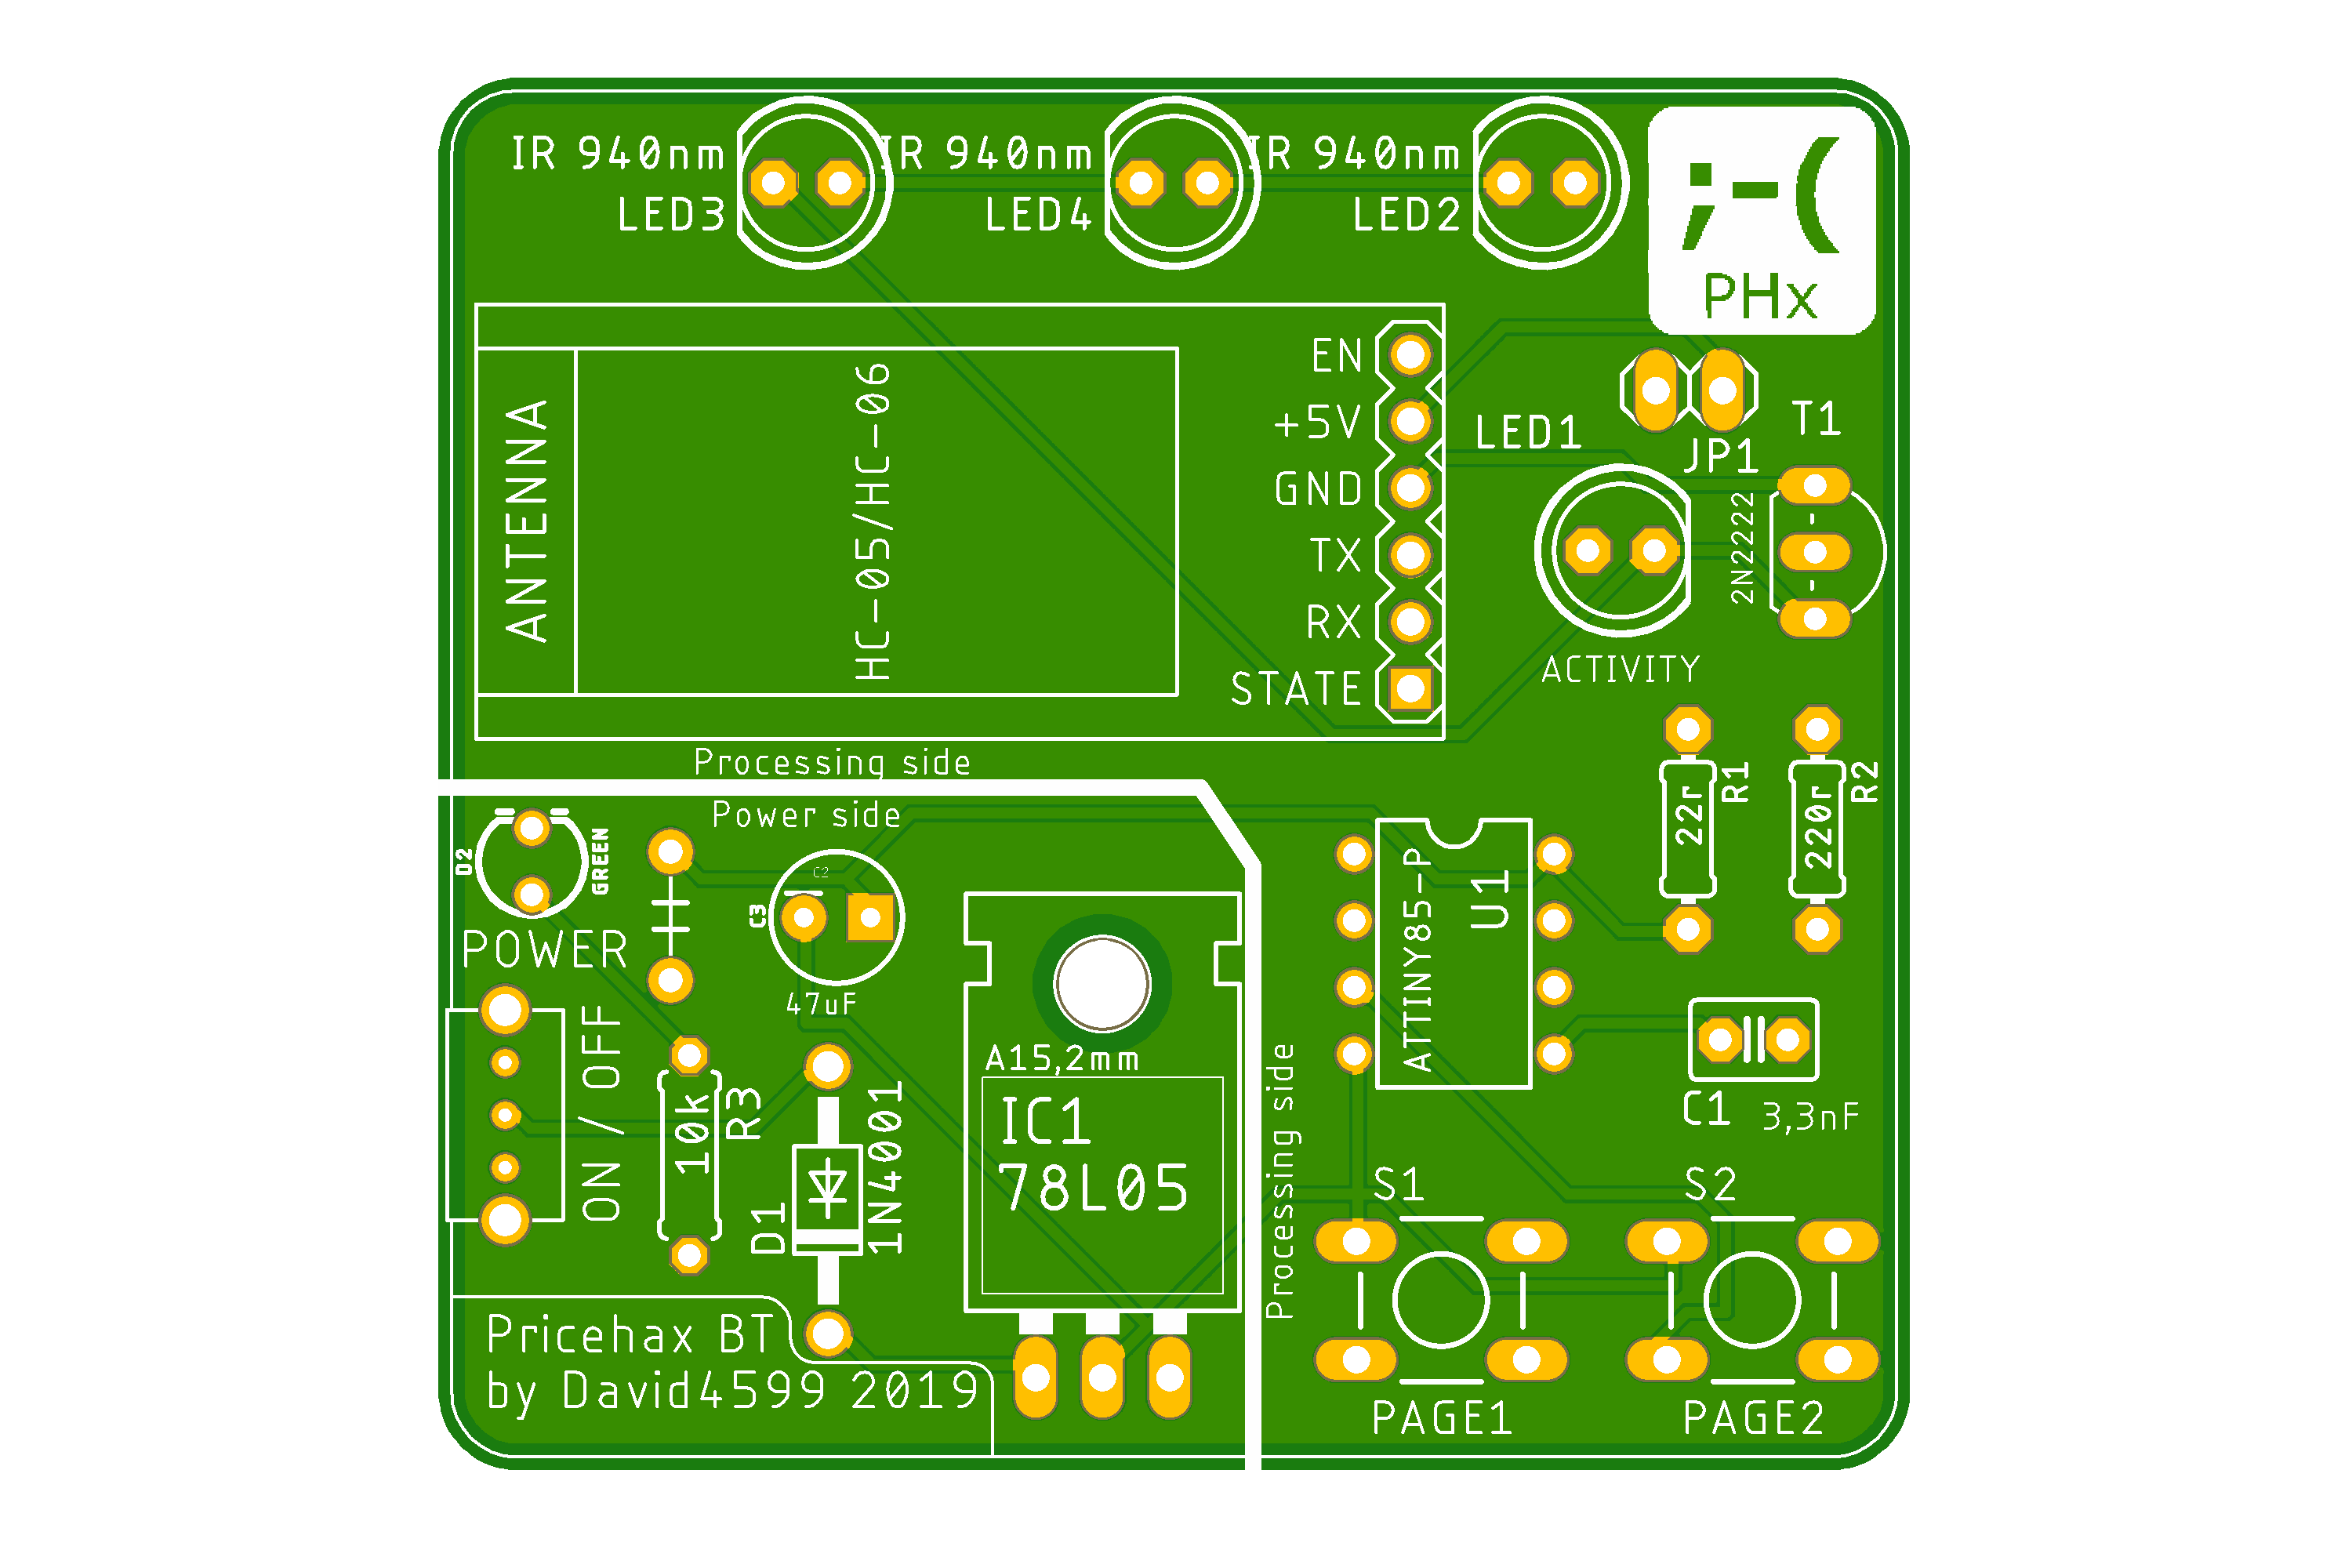 IR 940nm
LED3
IR 940nm
LED4
IR 940nm
LED2
;-(
PHx
ANTENNA
HC-05/HC-06
EN
+5V
GND
TX
RX
STATE
LED1
ACTIVITY
JP1
T1
2N2222
Processing side
Power side
D2
GREEN
POWER
C2
C3
47uF
ON / OFF
10k
R3
D1
1N4001
A15,2mm
IC1
78L05
Processing side
ATTINY85-P
U1
22r
R1
220r
R2
C1
3,3nF
S1
S2
PAGE1
PAGE2
Pricehax BT
by David4599 2019